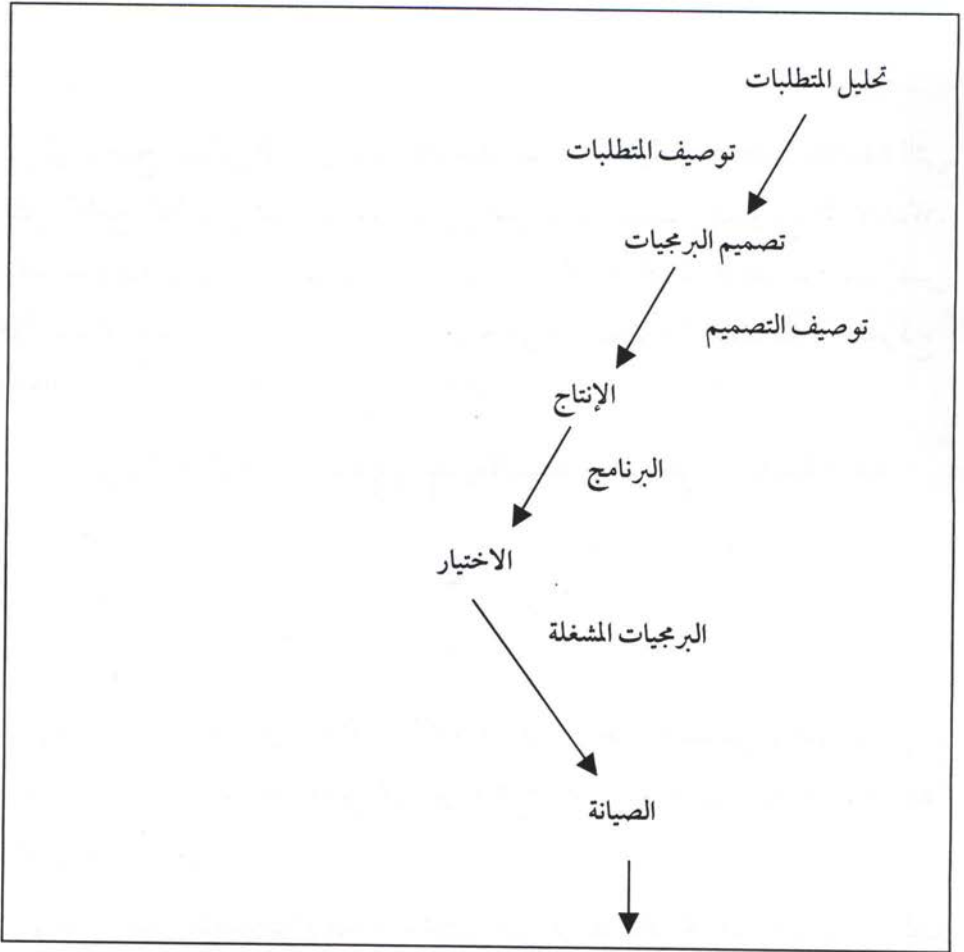 تحليل المتطلبات
توصيف المتطلبات
تصميم البرمجيات
توصيف التصميم
الإنتاج
البرنامج
الاختيار
البرمجيات المشغلة
الصيانة